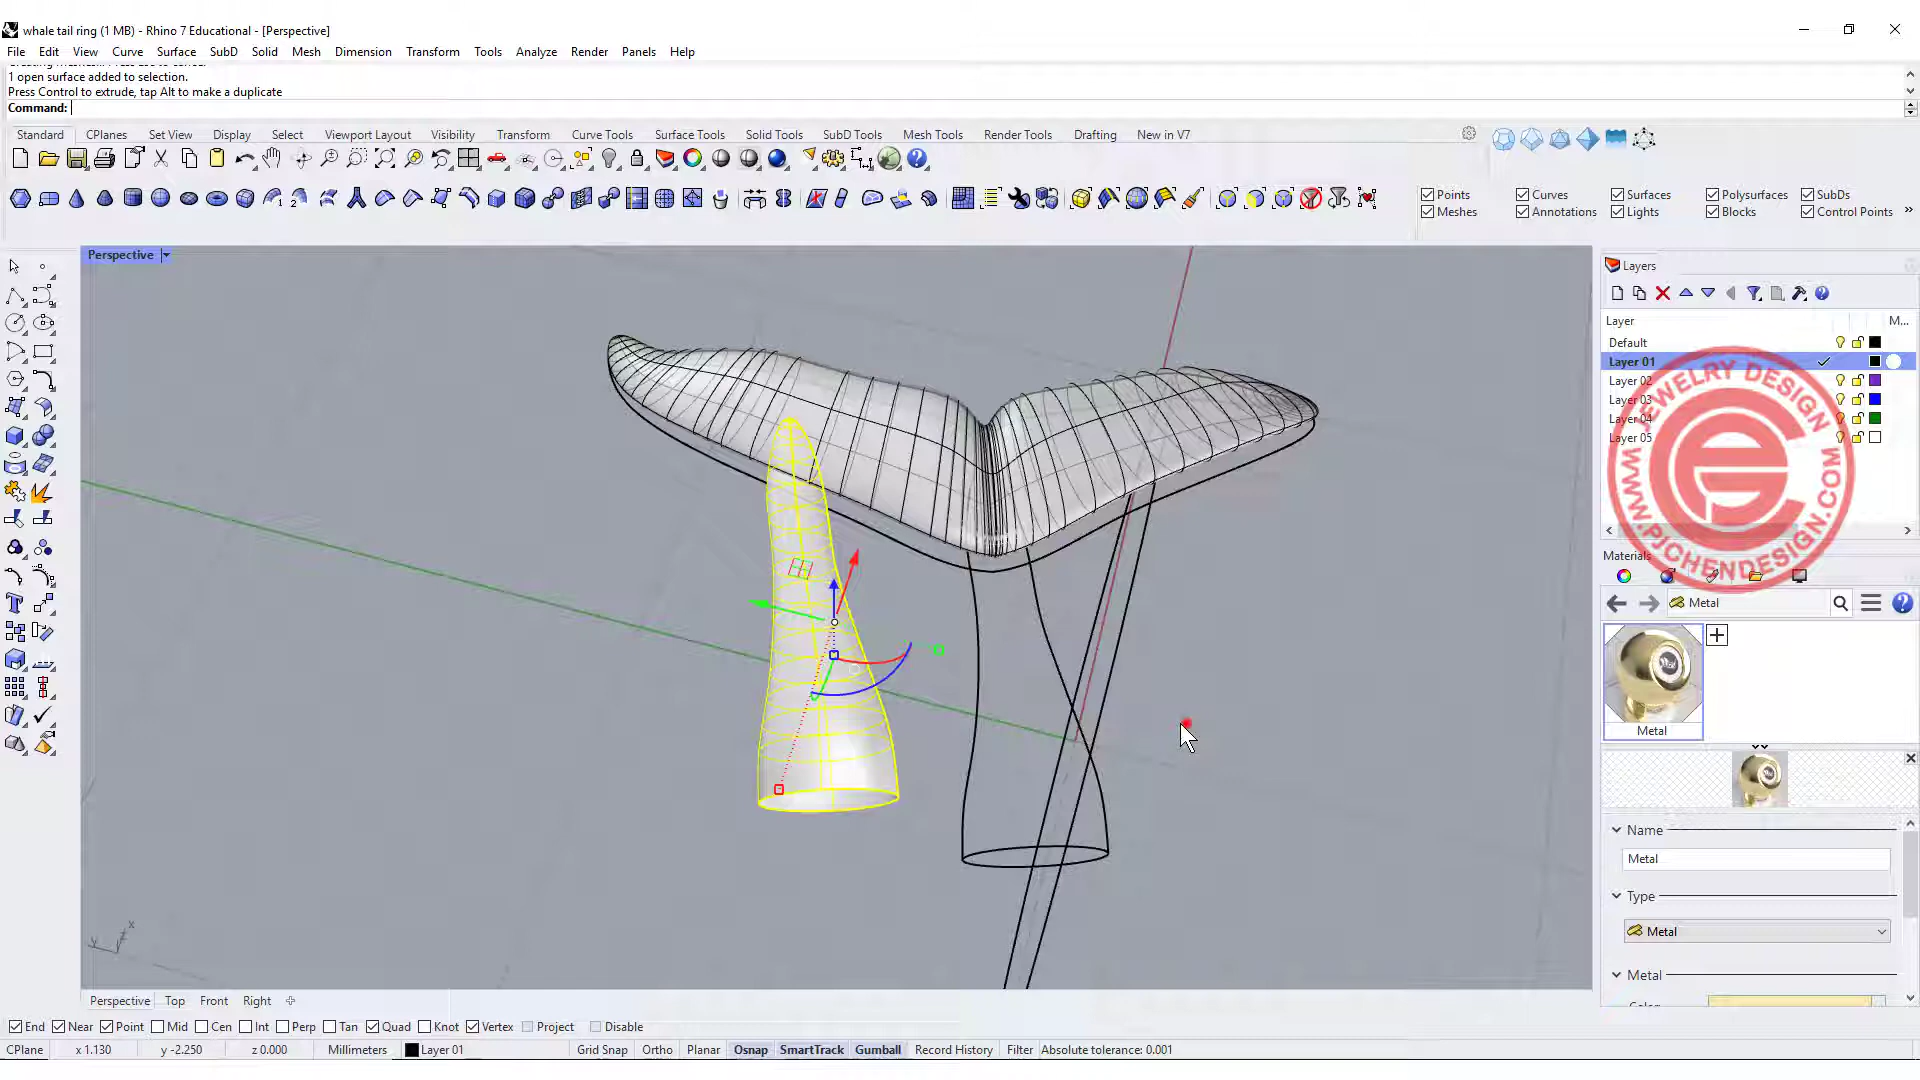 whale tail ring (1 MB) - Rhino 7 Educational - [Perspective]
File Edit View Curve Surface SubD Solid Mesh Dimension Transform Tools Analyze Render Panels Help
1 open surface added to selection.
Press Control to extrude, tap Alt to make a duplicate
Command:
Standard CPlanes Set View Display Select Viewport Layout Visibility Transform Curve Tools Surface Tools Solid Tools SubD Tools Mesh Tools Render Tools Drafting New in V7
Points Curves Surfaces Polysurfaces SubDs
Meshes Annotations Lights Blocks Control Points
Perspective
Layers
Layer M...
Default
Layer 01
Layer 02
Layer 03
Layer 04
Layer 05
JEWELRY DESIGN
WWW.PJCHENDESIGN.COM
Materials
Metal
Metal
Name
Metal
Type
Metal
Metal
z x y
Perspective Top Front Right
End Near Point Mid Cen Int Perp Tan Quad Knot Vertex Project Disable
CPlane x 1.130 y -2.250 z 0.000 Millimeters Layer 01 Grid Snap Ortho Planar Osnap SmartTrack Gumball Record History Filter Absolute tolerance: 0.001